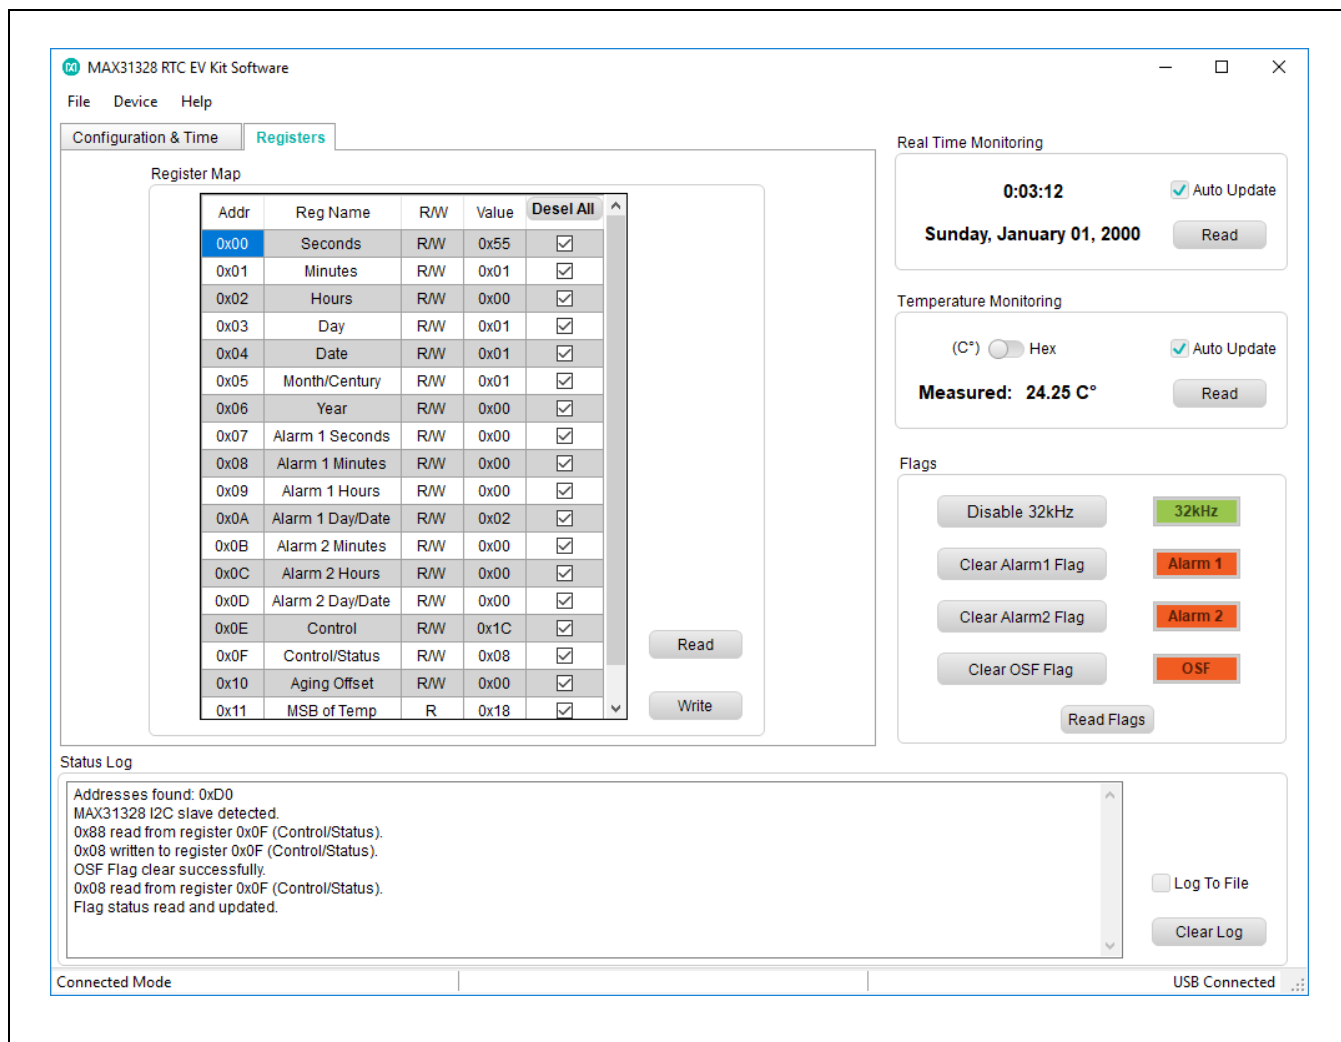 MAX31328 RTC EV Kit Software
File Device Help
Configuration & Time Registers
Register Map
Addr Reg Name R/W Value Desel All
0x00 Seconds R/W 0x55
0x01 Minutes R/W 0x01
0x02 Hours R/W 0x00
0x03 Day R/W 0x01
0x04 Date R/W 0x01
0x05 Month/Century R/W 0x01
0x06 Year R/W 0x00
0x07 Alarm 1 Seconds R/W 0x00
0x08 Alarm 1 Minutes R/W 0x00
0x09 Alarm 1 Hours R/W 0x00
0x0A Alarm 1 Day/Date R/W 0x02
0x0B Alarm 2 Minutes R/W 0x00
0x0C Alarm 2 Hours R/W 0x00
0x0D Alarm 2 Day/Date R/W 0x00
0x0E Control R/W 0x1C
0x0F Control/Status R/W 0x08
0x10 Aging Offset R/W 0x00
0x11 MSB of Temp R 0x18
Read
Write
Real Time Monitoring
0:03:12 Auto Update
Sunday, January 01, 2000 Read
Temperature Monitoring
(C°) Hex Auto Update
Measured: 24.25 C° Read
Flags
Disable 32kHz 32kHz
Clear Alarm1 Flag Alarm 1
Clear Alarm2 Flag Alarm 2
Clear OSF Flag OSF
Read Flags
Status Log
Addresses found: 0xD0
MAX31328 I2C slave detected.
0x88 read from register 0x0F (Control/Status).
0x08 written to register 0x0F (Control/Status).
OSF Flag clear successfully.
0x08 read from register 0x0F (Control/Status).
Flag status read and updated.
Log To File
Clear Log
Connected Mode USB Connected